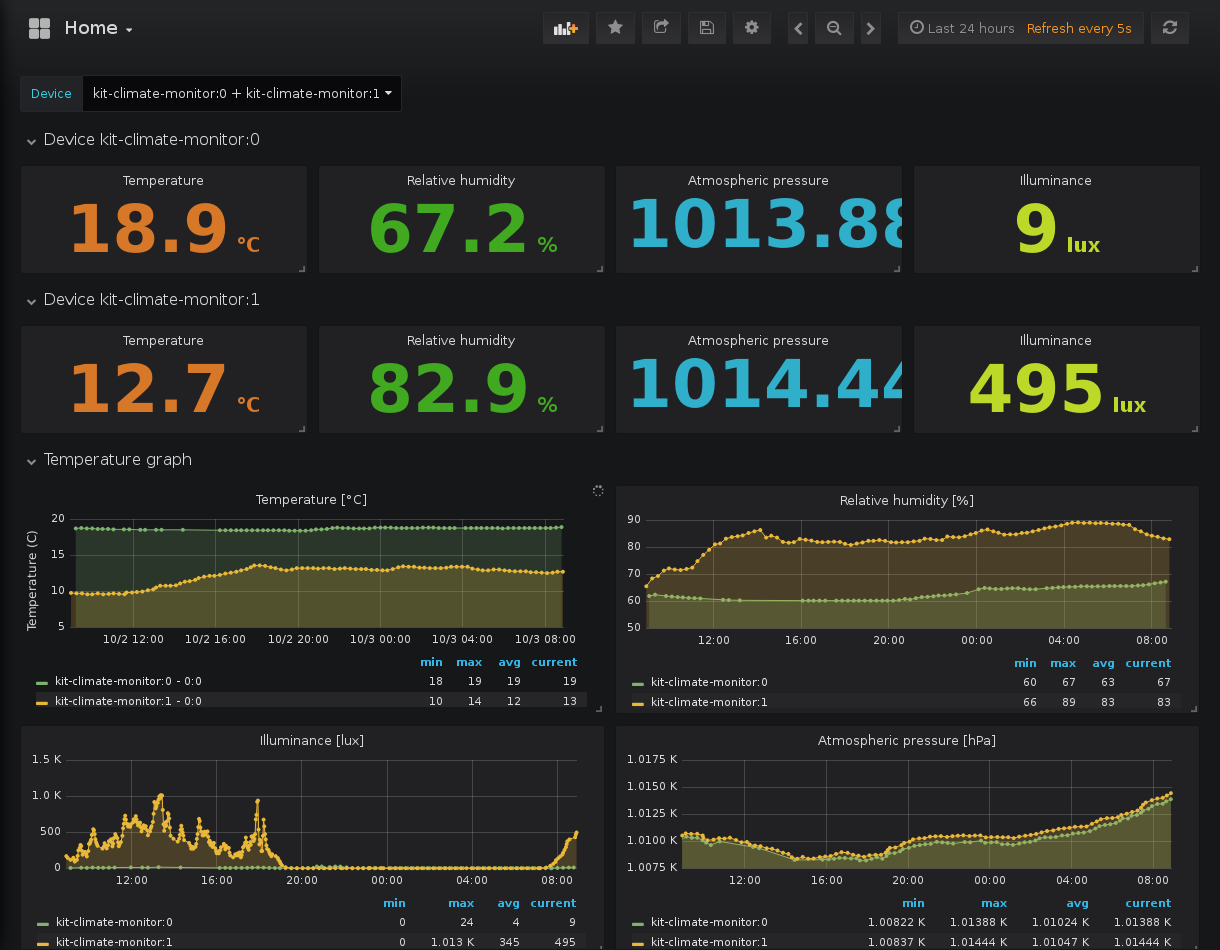 Home
Last 24 hours Refresh every 5s
Device kit-climate-monitor:0 + kit-climate-monitor:1
Device kit-climate-monitor:0
Temperature Relative humidity Atmospheric pressure Illuminance
18.9 °C 67.2 % 1013.88 9 lux
Device kit-climate-monitor:1
Temperature Relative humidity Atmospheric pressure Illuminance
12.7 °C 82.9 % 1014.44 495 lux
Temperature graph
Temperature [°C]
Temperature (C)
20
15
10
5
10/2 12:00 10/2 16:00 10/2 20:00 10/3 00:00 10/3 04:00 10/3 08:00
min max avg current
kit-climate-monitor:0 - 0:0 18 19 19 19
kit-climate-monitor:1 - 0:0 10 14 12 13
Relative humidity [%]
90
80
70
60
50
12:00 16:00 20:00 00:00 04:00 08:00
min max avg current
kit-climate-monitor:0 60 67 63 67
kit-climate-monitor:1 66 89 83 83
Illuminance [lux]
1.5 K
1.0 K
500
0
12:00 16:00 20:00 00:00 04:00 08:00
min max avg current
kit-climate-monitor:0 0 24 4 9
kit-climate-monitor:1 0 1.013 K 345 495
Atmospheric pressure [hPa]
1.0175 K
1.0150 K
1.0125 K
1.0100 K
1.0075 K
12:00 16:00 20:00 00:00 04:00 08:00
min max avg current
kit-climate-monitor:0 1.00822 K 1.01388 K 1.01024 K 1.01388 K
kit-climate-monitor:1 1.00837 K 1.01444 K 1.01047 K 1.01444 K